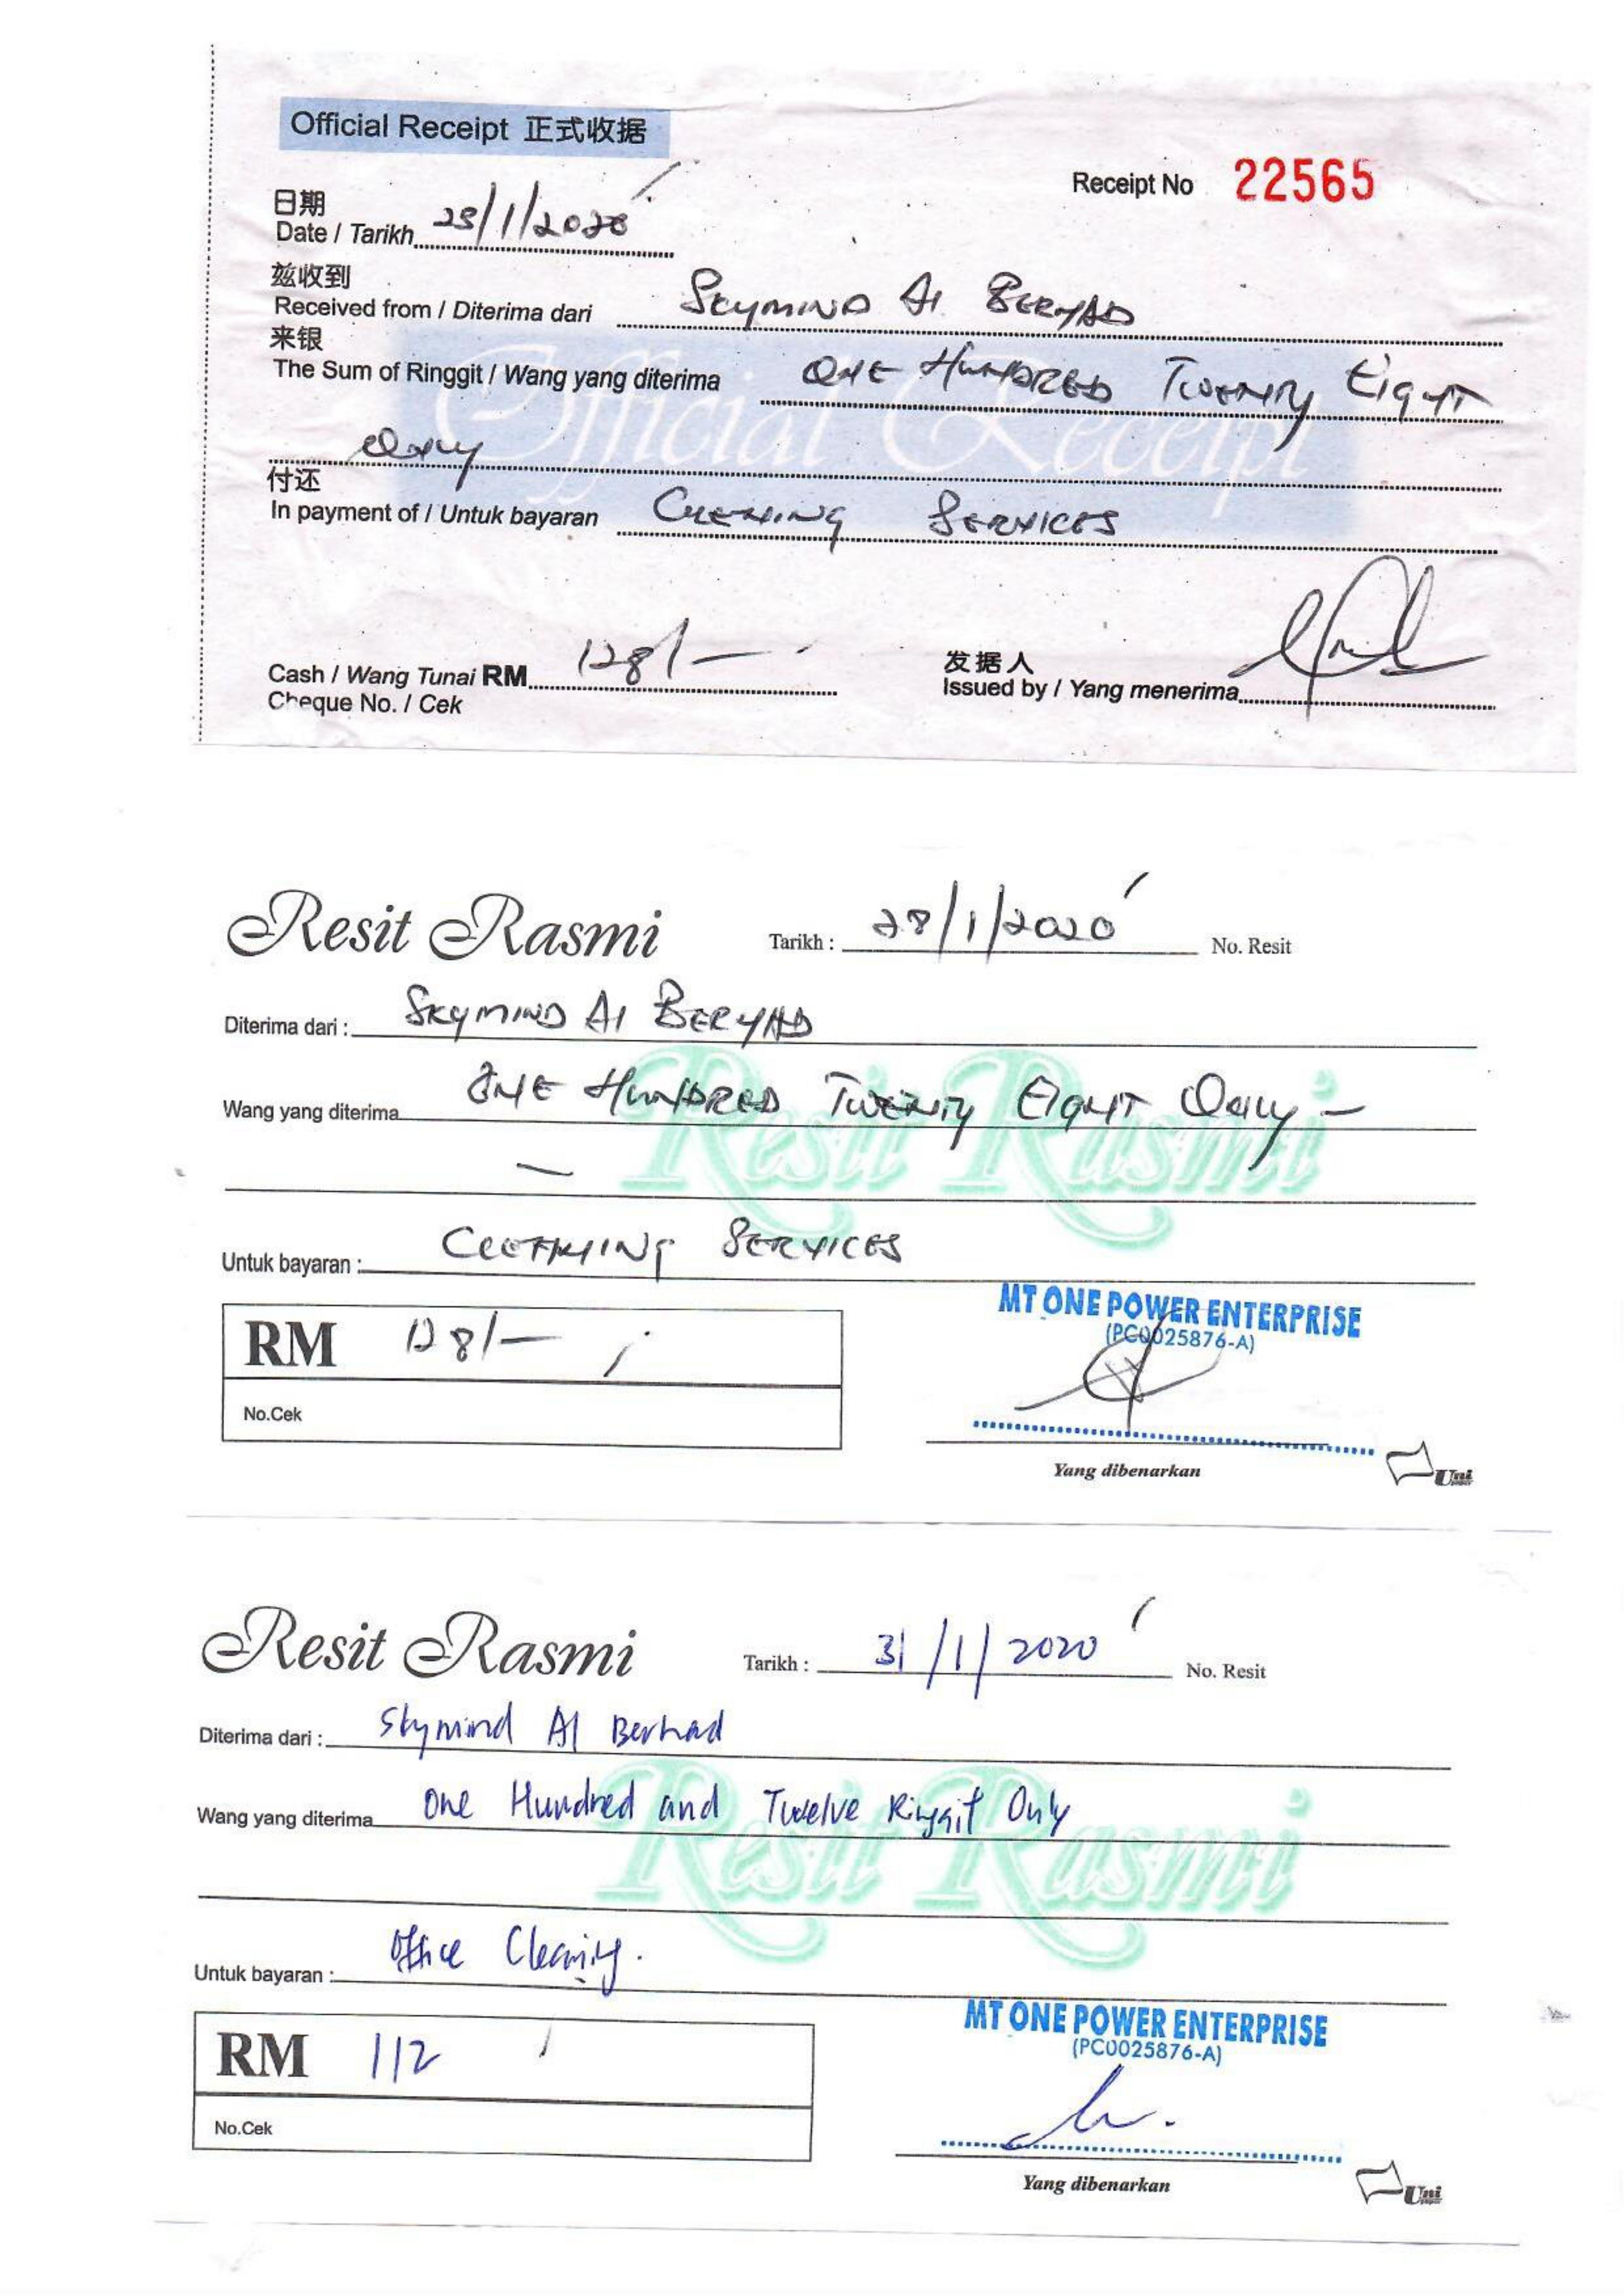 Official Receipt 正式收据
Receipt No 22565
日期
Date / Tarikh 23/1/2020
兹收到
Received from / Diterima dari SKYMIND AI BERHAD
来银
The Sum of Ringgit / Wang yang diterima ONE HUNDRED TWENTY EIGHT
ONLY
付还
In payment of / Untuk bayaran CLEANING SERVICES
Cash / Wang Tunai RM 128/-
Cheque No. / Cek
发据人
Issued by / Yang menerima
Resit Rasmi
Tarikh : 28/1/2020 No. Resit
Diterima dari : SKYMIND AI BERHAD
Wang yang diterima ONE HUNDRED TWENTY EIGHT ONLY -
Resit Rasmi
Untuk bayaran : CLEANING SERVICES
MT ONE POWER ENTERPRISE
(PC0025876-A)
RM 128/-
No.Cek
Yang dibenarkan
Uni
Resit Rasmi
Tarikh : 31/1/2020 No. Resit
Diterima dari : Skymind AI Berhad
Wang yang diterima One Hundred and Twelve Ringgit Only
Resit Rasmi
Untuk bayaran : Office Cleaning.
MT ONE POWER ENTERPRISE
(PC0025876-A)
RM 112
No.Cek
Yang dibenarkan
Uni